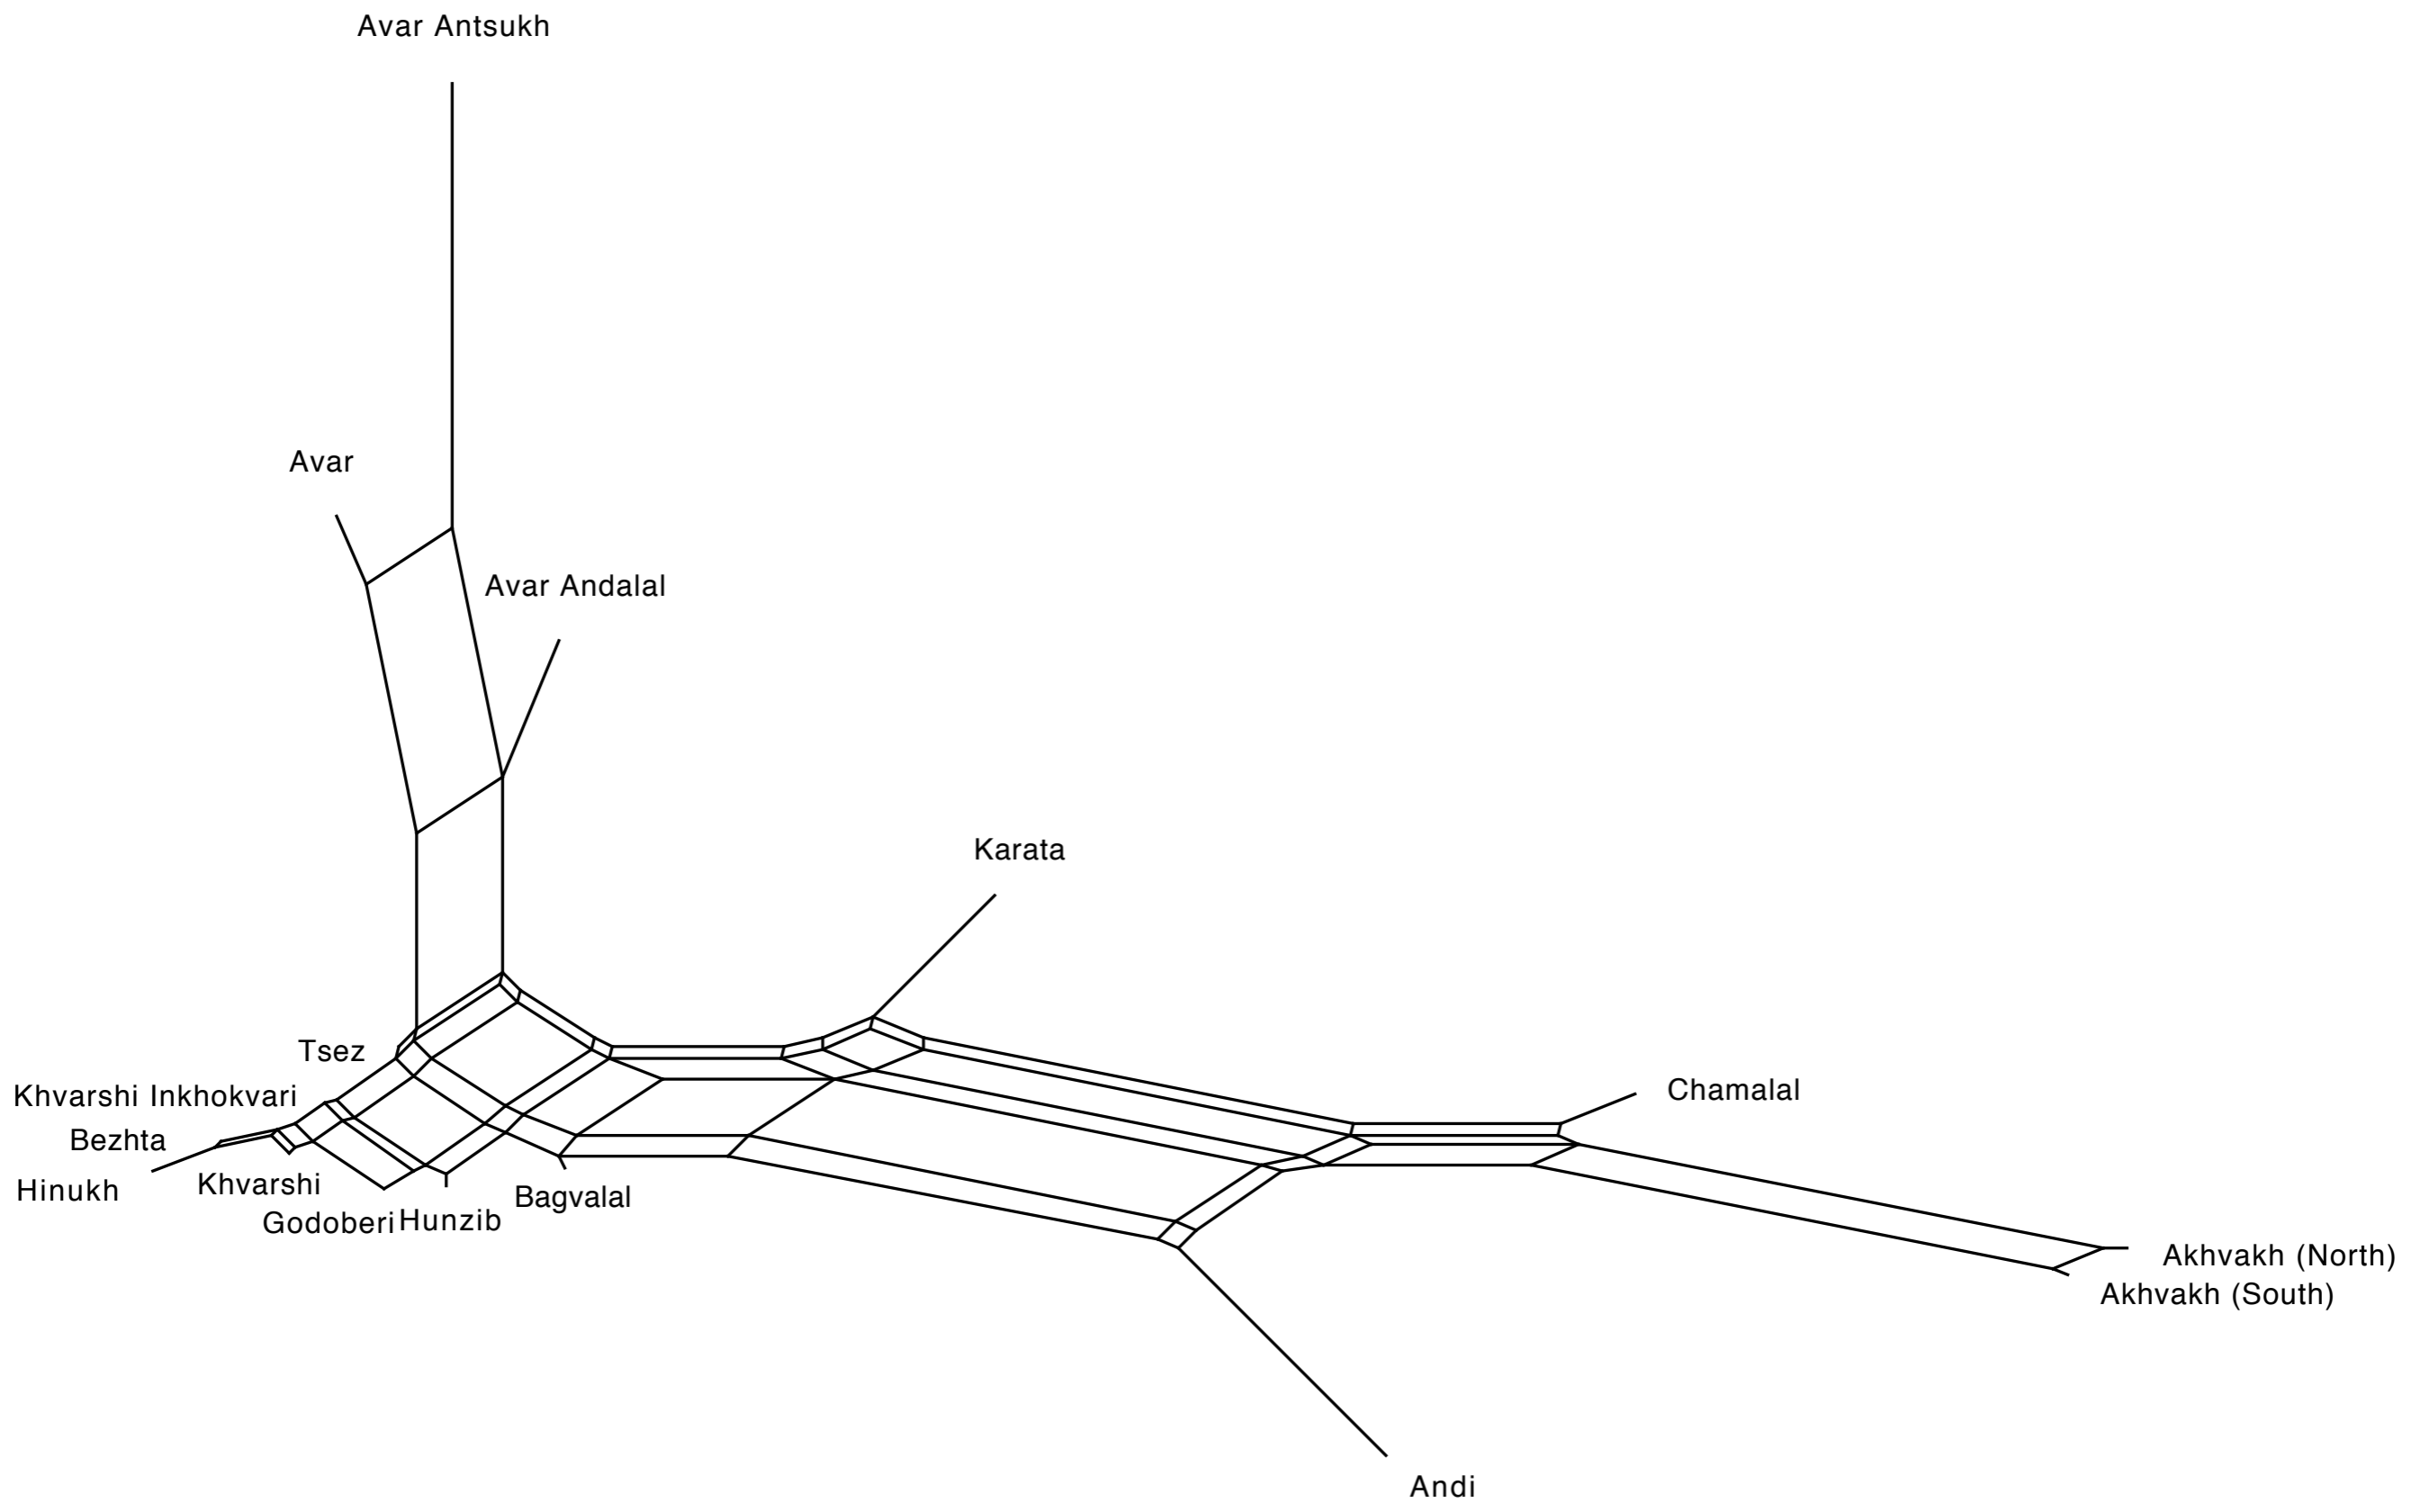 Avar Antsukh
Avar
Avar Andalal
Karata
Tsez
Chamalal
Khvarshi Inkhokvari
Bezhta
Khvarshi
Hinukh
Bagvalal
Godoberi
Hunzib
Akhvakh (North)
Akhvakh (South)
Andi